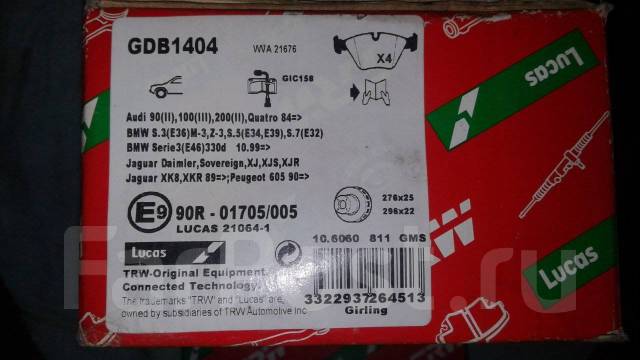 GDB1404 WVA 21676
X4
GIC158
Lucas
Audi 90(II),100(III),200(II),Quatro 84=>
BMW S.3(E36)M-3,Z-3,S.5(E34,E39),S.7(E32)
BMW Serie3(E46)330d 10.99=>
Jaguar Daimler,Sovereign,XJ,XJS,XJR
Jaguar XK8,XKR 89=>;Peugeot 605 90=>
276x25
296x22
E9 90R - 01705/005
LUCAS 21064-1
10.6060 811 GMS
Lucas
TRW-Original Equipment.
Connected Technology.
The trademarks "TRW" and "Lucas" are,
owned by subsidiaries of TRW Automotive Inc
3322937264513
Girling
TRW
Lucas